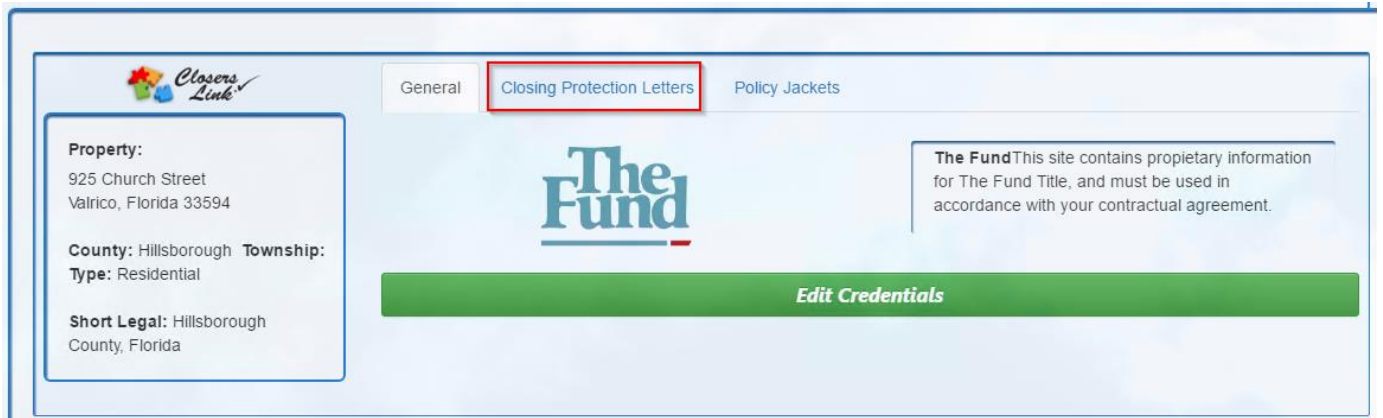 Closers
Link
General
Closing Protection Letters
Policy Jackets
Property:
925 Church Street
Valrico, Florida 33594
County: Hillsborough Township:
Type: Residential
Short Legal: Hillsborough
County, Florida
The
Fund
The FundThis site contains propietary information
for The Fund Title, and must be used in
accordance with your contractual agreement.
Edit Credentials